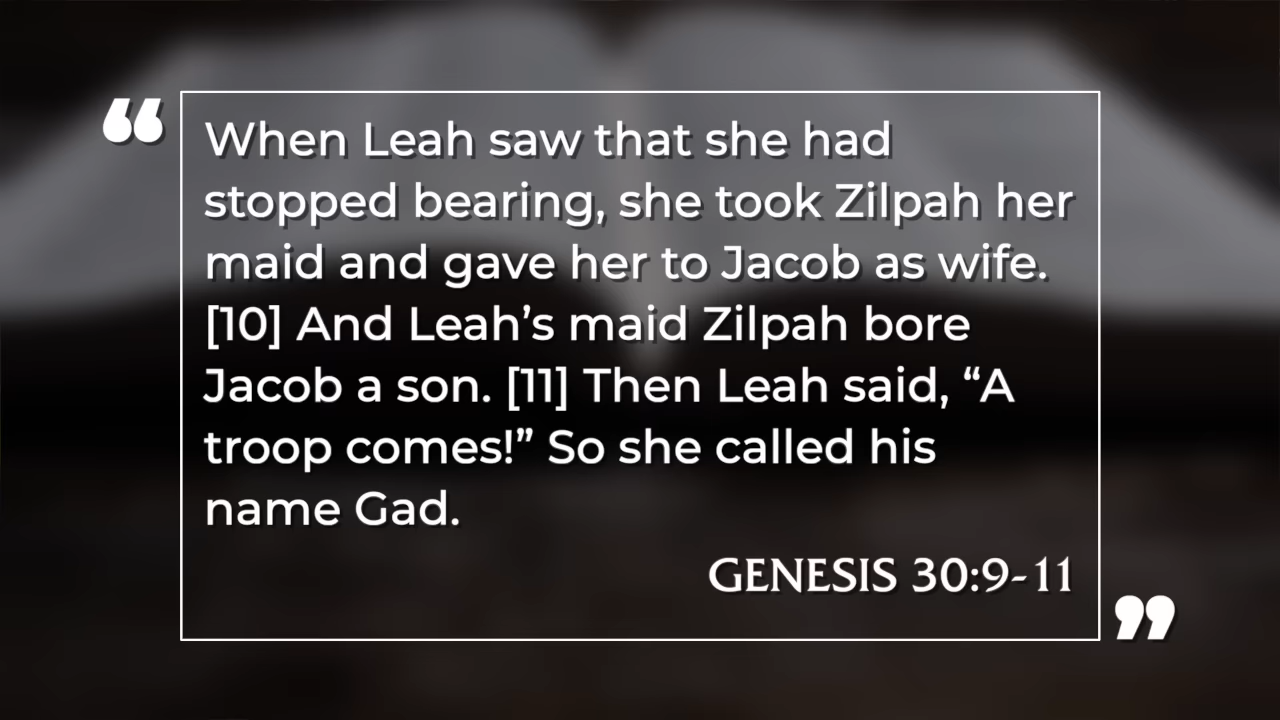 “
When Leah saw that she had
stopped bearing, she took Zilpah her
maid and gave her to Jacob as wife.
[10] And Leah’s maid Zilpah bore
Jacob a son. [11] Then Leah said, “A
troop comes!” So she called his
name Gad.
GENESIS 30:9-11
”